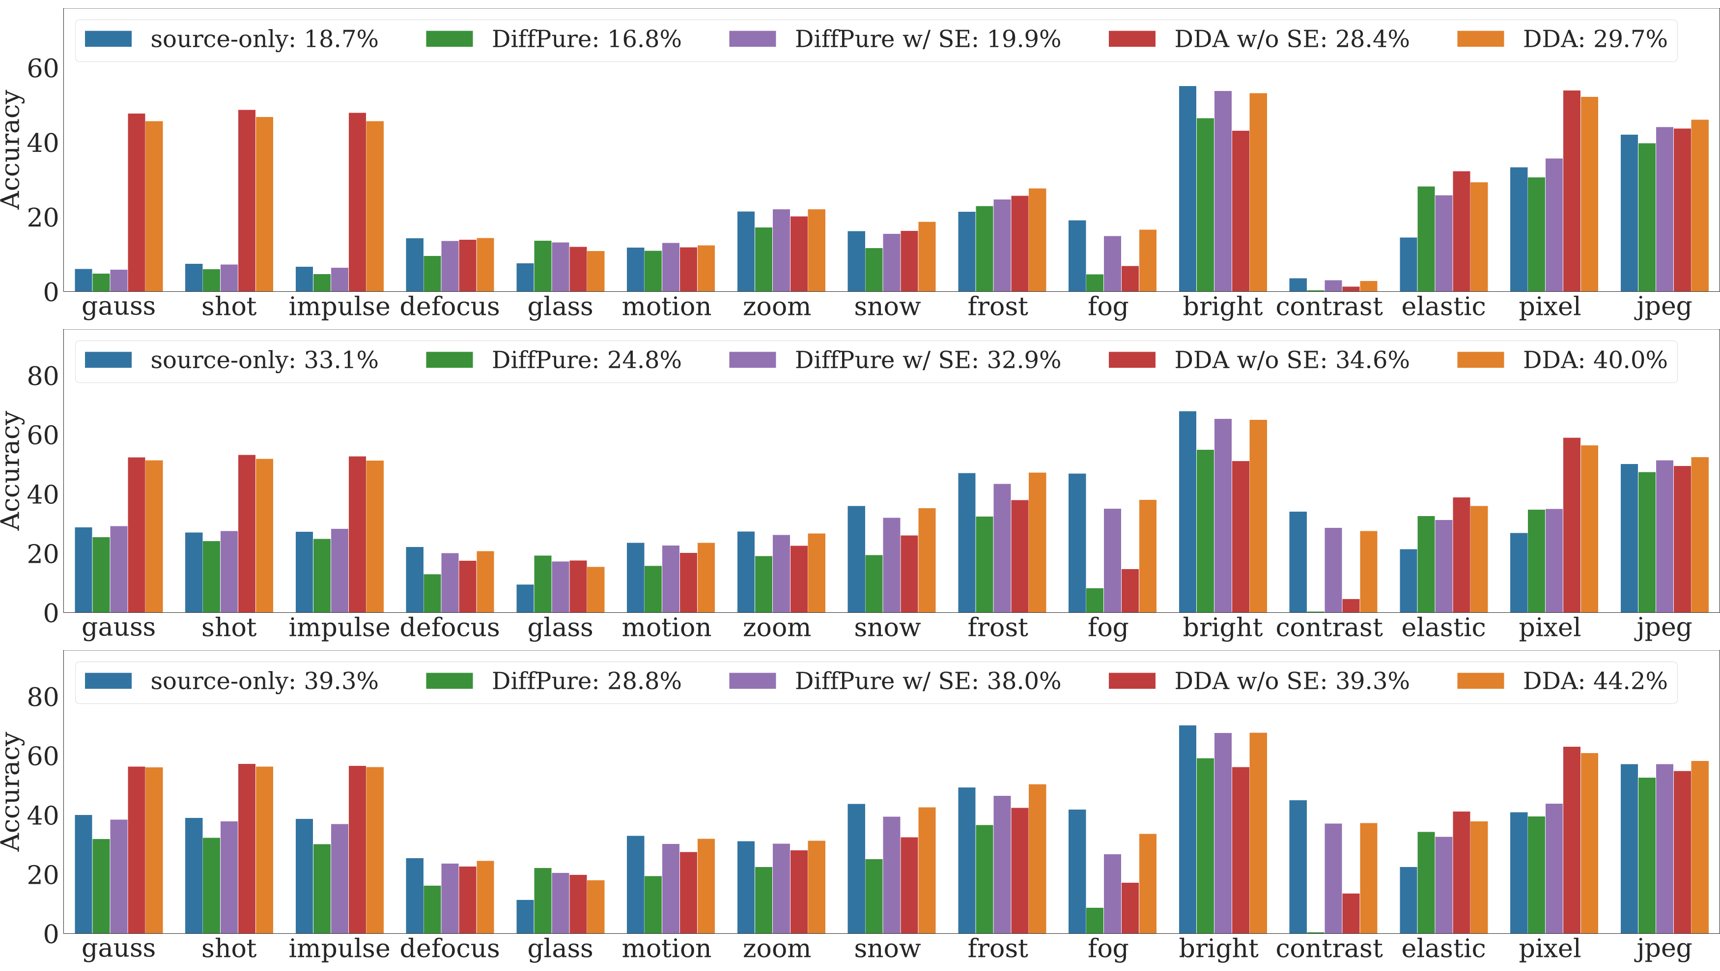 source-only: 18.7% DiffPure: 16.8% DiffPure w/ SE: 19.9% DDA w/o SE: 28.4% DDA: 29.7%
Accuracy
60
40
20
0
gauss shot impulse defocus glass motion zoom snow frost fog bright contrast elastic pixel jpeg
source-only: 33.1% DiffPure: 24.8% DiffPure w/ SE: 32.9% DDA w/o SE: 34.6% DDA: 40.0%
Accuracy
80
60
40
20
0
gauss shot impulse defocus glass motion zoom snow frost fog bright contrast elastic pixel jpeg
source-only: 39.3% DiffPure: 28.8% DiffPure w/ SE: 38.0% DDA w/o SE: 39.3% DDA: 44.2%
Accuracy
80
60
40
20
0
gauss shot impulse defocus glass motion zoom snow frost fog bright contrast elastic pixel jpeg